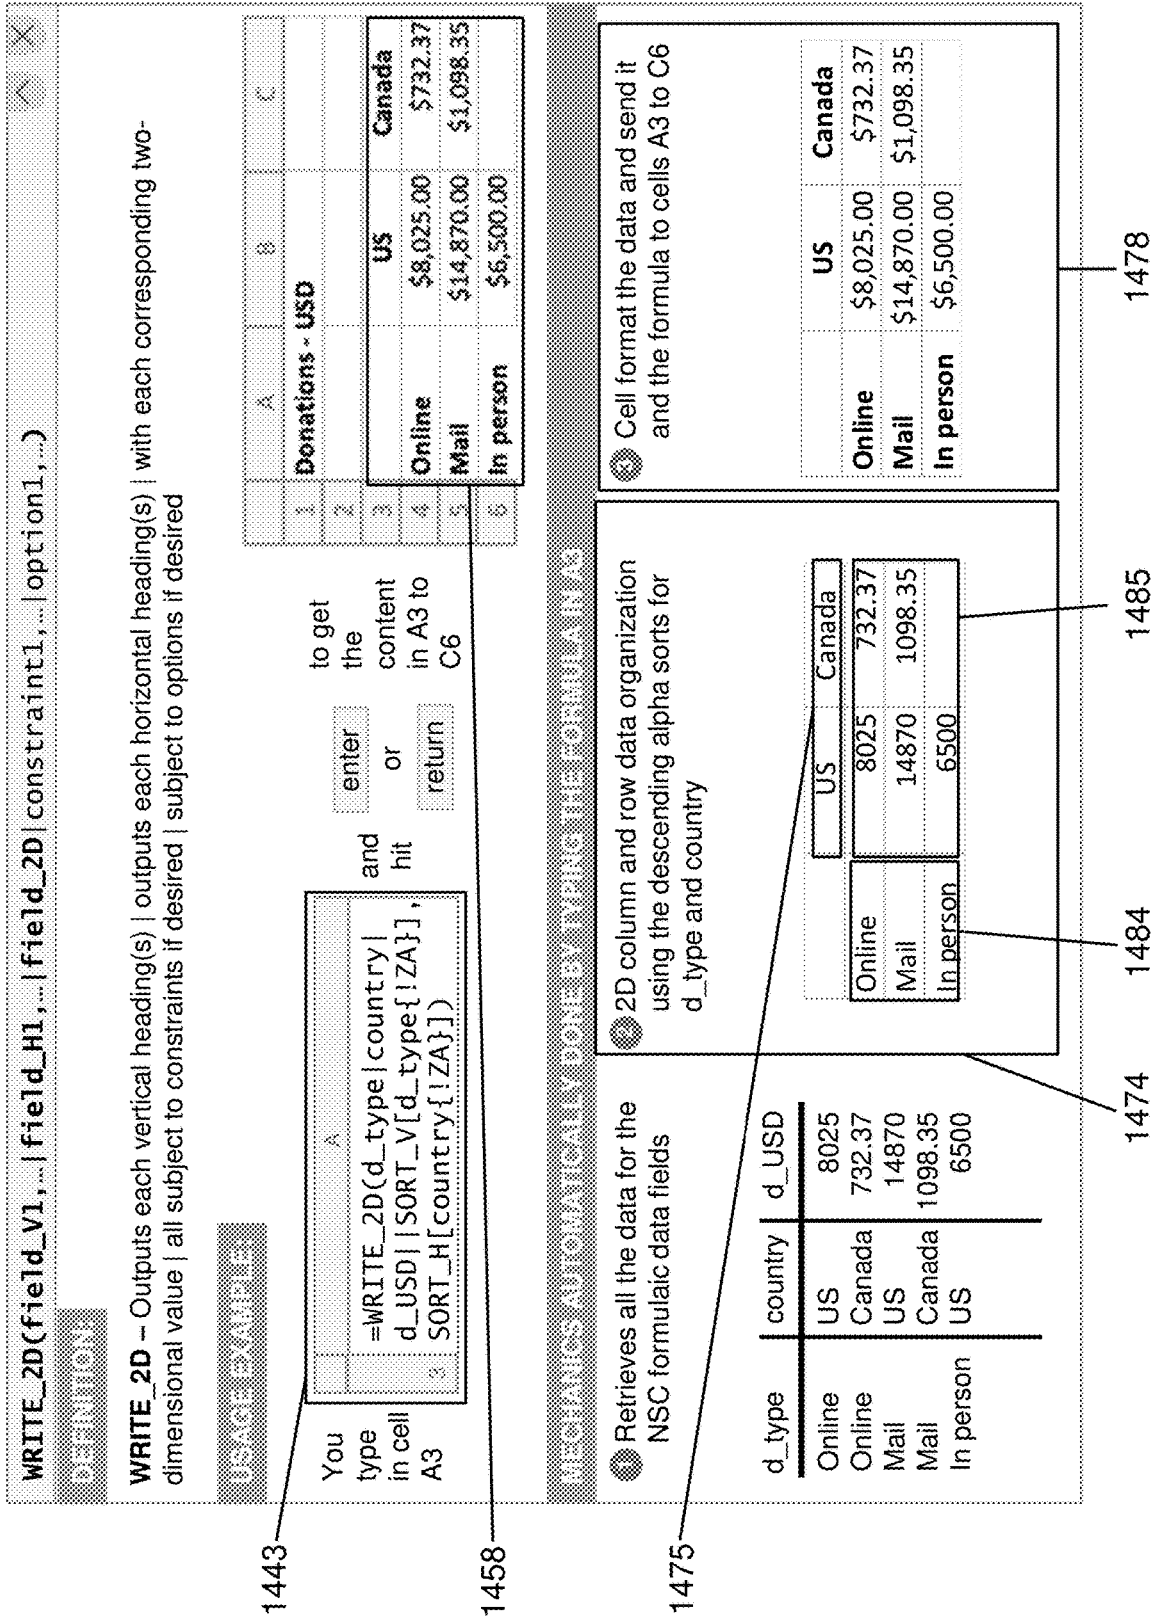 WRITE_2D(field_V1,…|field_H1,…|field_2D|constraint1,…|option1,…)
DEFINITION
WRITE_2D – Outputs each vertical heading(s) | outputs each horizontal heading(s) | with each corresponding two-
dimensional value | all subject to constraints if desired | subject to options if desired
USAGE EXAMPLE
You
type
in cell
A3
A
3
=WRITE_2D(d_type|country|
d_USD||SORT_V[d_type{!ZA}],
SORT_H[country{!ZA}])
and
hit
enter
or
return
to get
the
content
in A3 to
C6
A B C
1 Donations - USD
2
3 US Canada
4 Online $8,025.00 $732.37
5 Mail $14,870.00 $1,098.35
6 In person $6,500.00
MECHANICS AUTOMATICALLY DONE BY TYPING THE FORMULA IN A3
1 Retrieves all the data for the
NSC formulaic data fields
d_type country d_USD
Online US 8025
Online Canada 732.37
Mail US 14870
Mail Canada 1098.35
In person US 6500
2 2D column and row data organization
using the descending alpha sorts for
d_type and country
US Canada
Online 8025 732.37
Mail 14870 1098.35
In person 6500
3 Cell format the data and send it
and the formula to cells A3 to C6
US Canada
Online $8,025.00 $732.37
Mail $14,870.00 $1,098.35
In person $6,500.00
1443
1458
1475
1474
1484
1485
1478